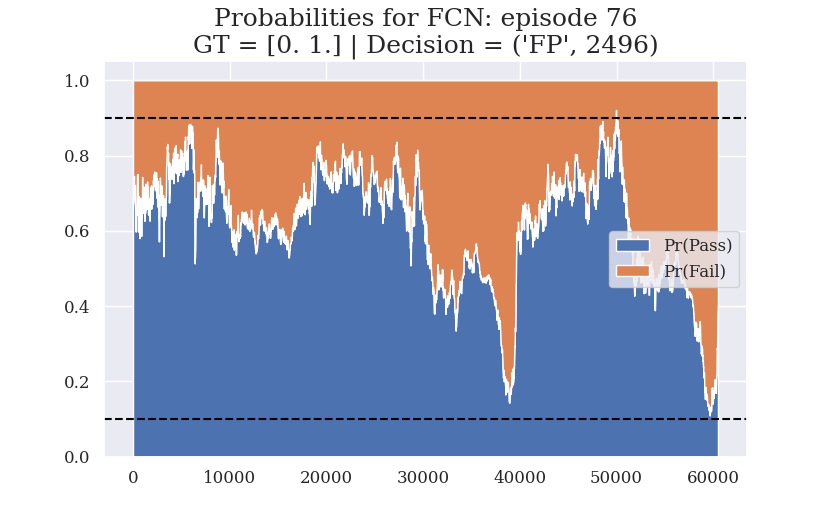 Probabilities for FCN: episode 76
GT = [0. 1.] | Decision = ('FP', 2496)
1.0
0.8
0.6
0.4
0.2
0.0
Pr(Pass)
Pr(Fail)
0 10000 20000 30000 40000 50000 60000